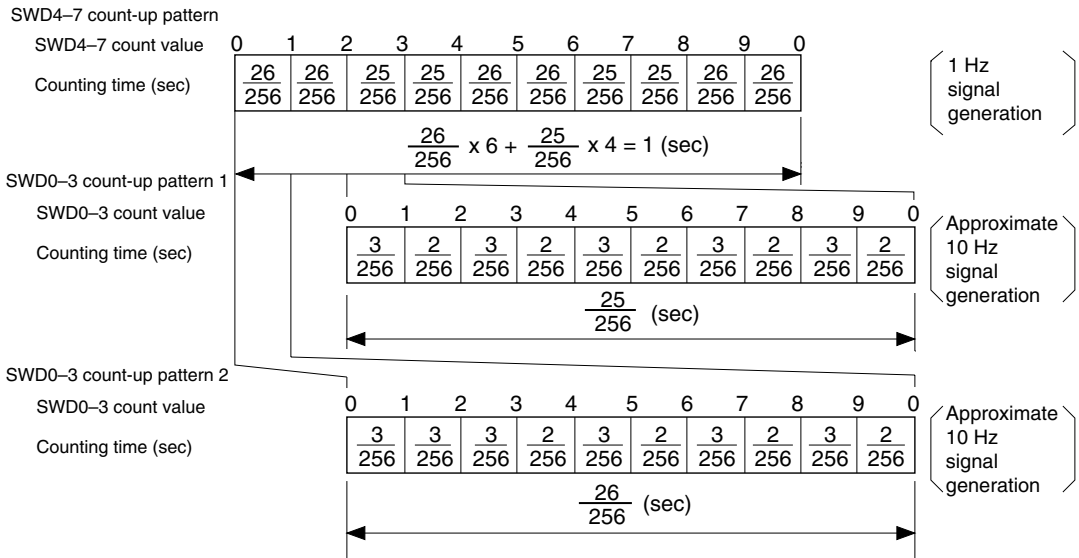 SWD4–7 count-up pattern
SWD4–7 count value 0 1 2 3 4 5 6 7 8 9 0
Counting time (sec) 26/256 26/256 25/256 25/256 26/256 26/256 25/256 25/256 26/256 26/256
1 Hz
signal
generation
26/256 x 6 + 25/256 x 4 = 1 (sec)
SWD0–3 count-up pattern 1
SWD0–3 count value 0 1 2 3 4 5 6 7 8 9 0
Counting time (sec) 3/256 2/256 3/256 2/256 3/256 2/256 3/256 2/256 3/256 2/256
Approximate
10 Hz
signal
generation
25/256 (sec)
SWD0–3 count-up pattern 2
SWD0–3 count value 0 1 2 3 4 5 6 7 8 9 0
Counting time (sec) 3/256 3/256 3/256 2/256 3/256 2/256 3/256 2/256 3/256 2/256
Approximate
10 Hz
signal
generation
26/256 (sec)